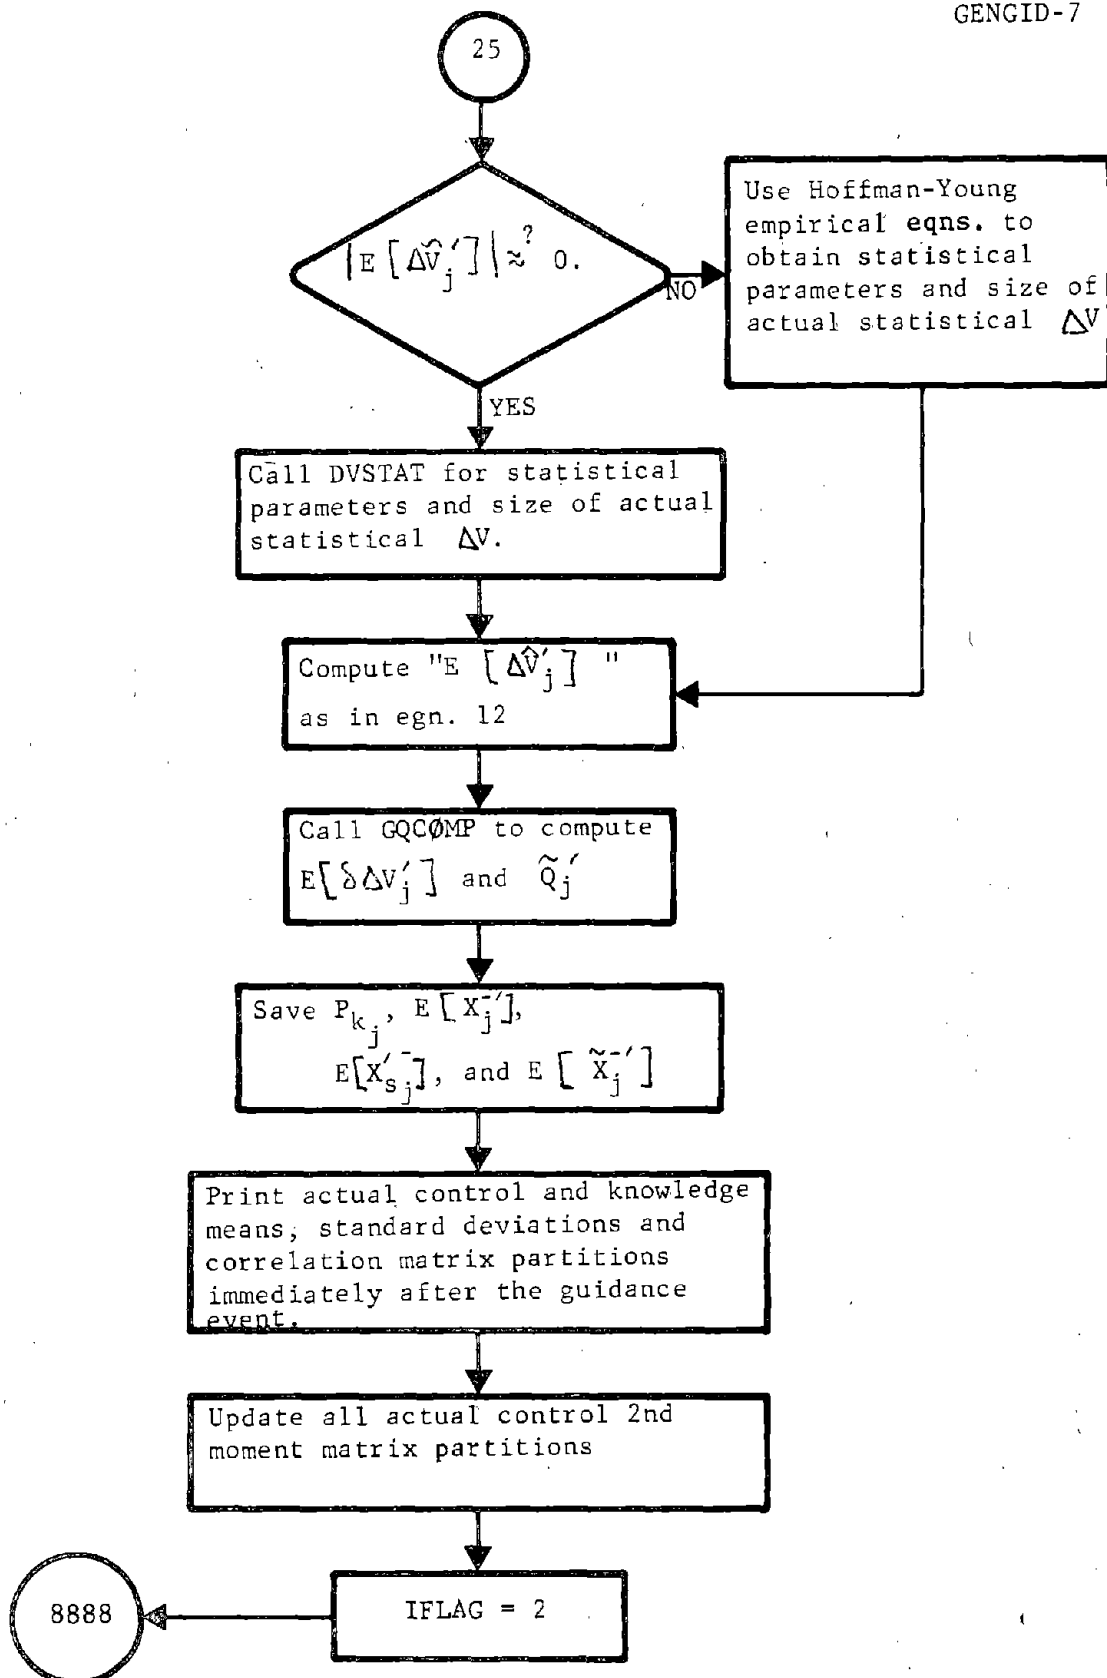 GENGID-7
25
|E [ΔV̂′j]| ≈? 0.
NO
Use Hoffman-Young
empirical eqns. to
obtain statistical
parameters and size of
actual statistical ΔV
YES
Call DVSTAT for statistical
parameters and size of actual
statistical ΔV.
Compute "E [ΔV̂′j] "
as in eqn. 12
Call GQCØMP to compute
E[δΔV′j] and Q̃j′
Save Pkj, E[Xj-′],
E[X′sj-], and E [ X̃j-′]
Print actual control and knowledge
means, standard deviations and
correlation matrix partitions
immediately after the guidance
event.
Update all actual control 2nd
moment matrix partitions
IFLAG = 2
8888